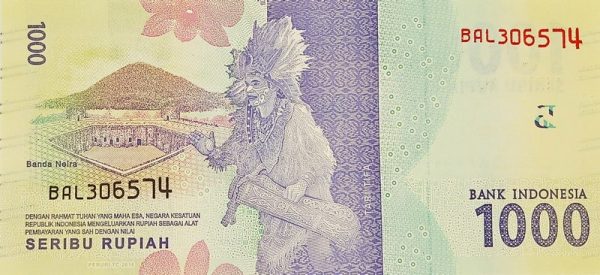 1000
BAL306574
Banda Neira
BAL306574
DENGAN RAHMAT TUHAN YANG MAHA ESA, NEGARA KESATUAN
REPUBLIK INDONESIA MENGELUARKAN RUPIAH SEBAGAI ALAT
PEMBAYARAN YANG SAH DENGAN NILAI
SERIBU RUPIAH
BANK INDONESIA
1000